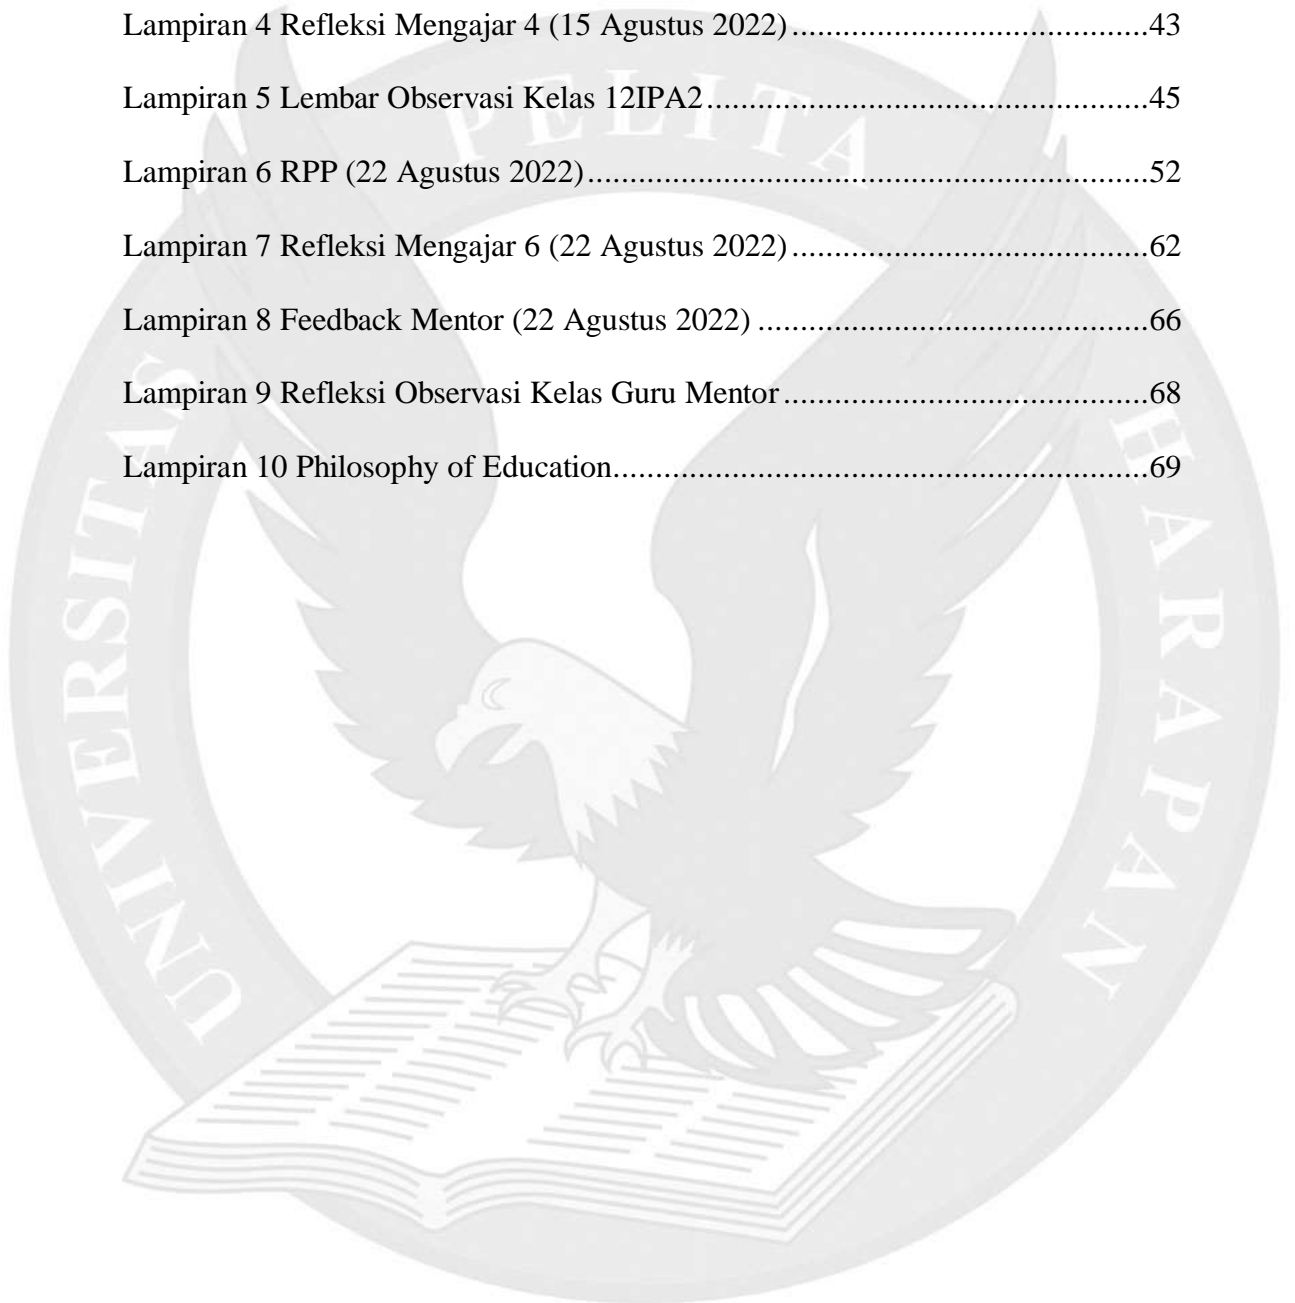 Lampiran 4 Refleksi Mengajar 4 (15 Agustus 2022)............................................43
Lampiran 5 Lembar Observasi Kelas 12IPA2.......................................................45
Lampiran 6 RPP (22 Agustus 2022).....................................................................52
Lampiran 7 Refleksi Mengajar 6 (22 Agustus 2022)............................................62
Lampiran 8 Feedback Mentor (22 Agustus 2022) ................................................66
Lampiran 9 Refleksi Observasi Kelas Guru Mentor.............................................68
Lampiran 10 Philosophy of Education..................................................................69
UNIVERSITAS PELITA HARAPAN